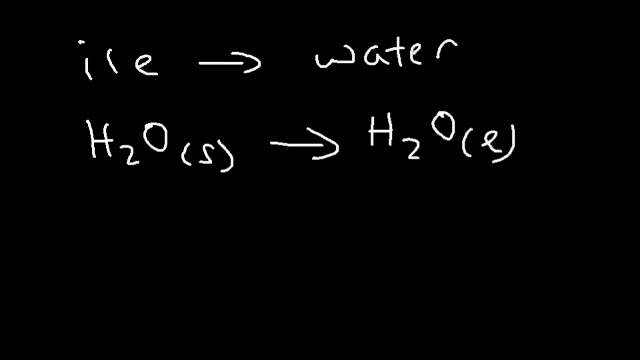 ice → water
H₂O(s) → H₂O(ℓ)